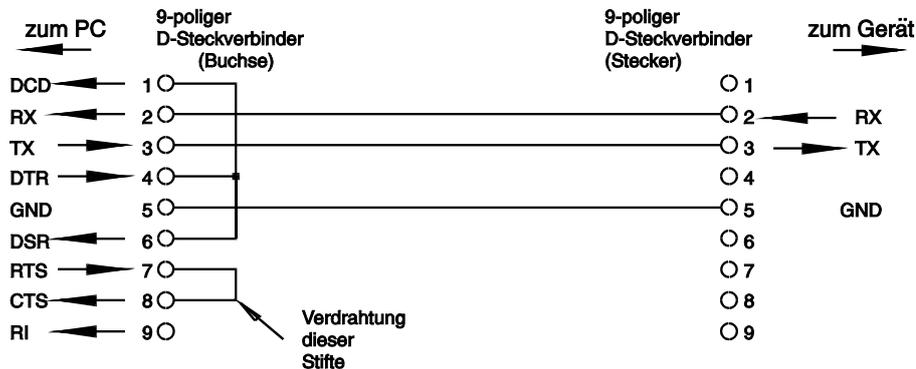 zum PC
9-poliger
D-Steckverbinder
(Buchse)
9-poliger
D-Steckverbinder
(Stecker)
zum Gerät
DCD 1 1
RX 2 2 RX
TX 3 3 TX
DTR 4 4
GND 5 5 GND
DSR 6 6
RTS 7 7
CTS 8 8
RI 9 9
Verdrahtung
dieser
Stifte